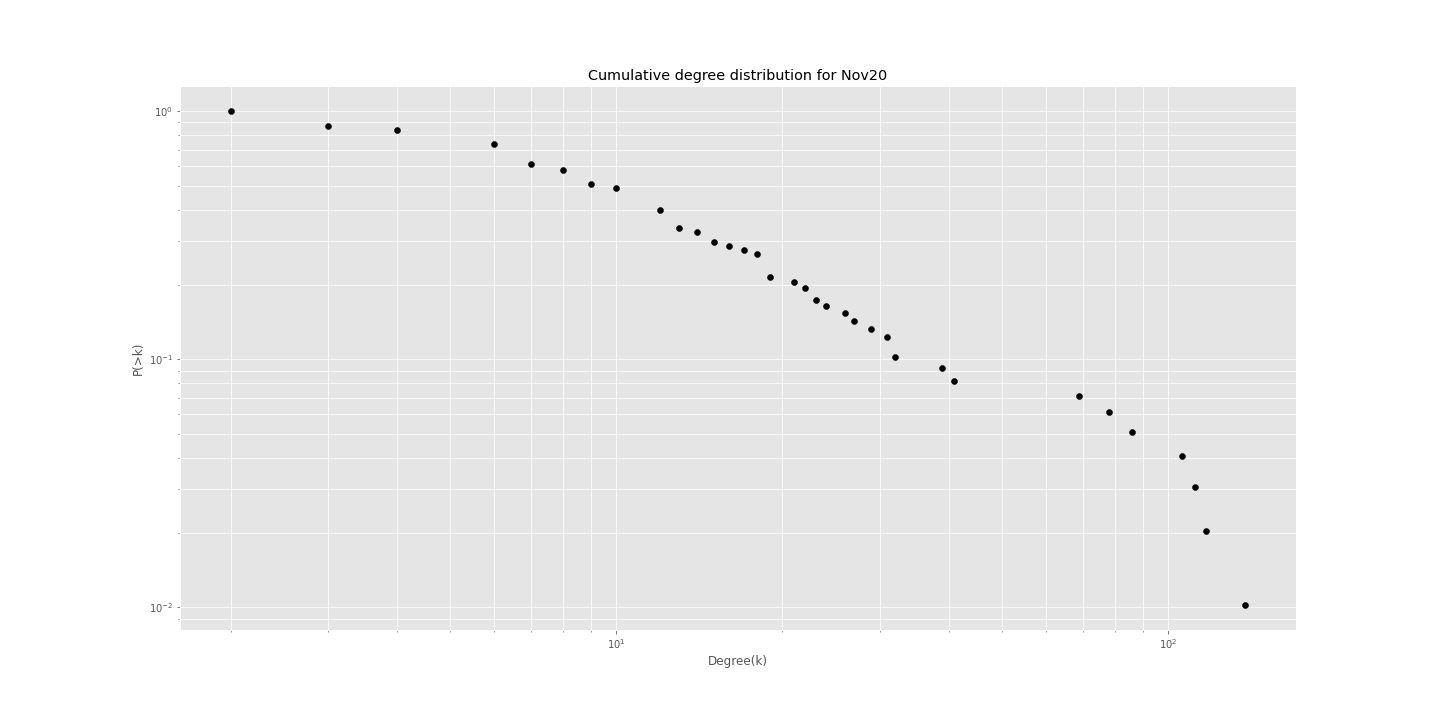 Cumulative degree distribution for Nov20
10⁰
10⁻¹
10⁻²
P(>k)
10¹
10²
Degree(k)